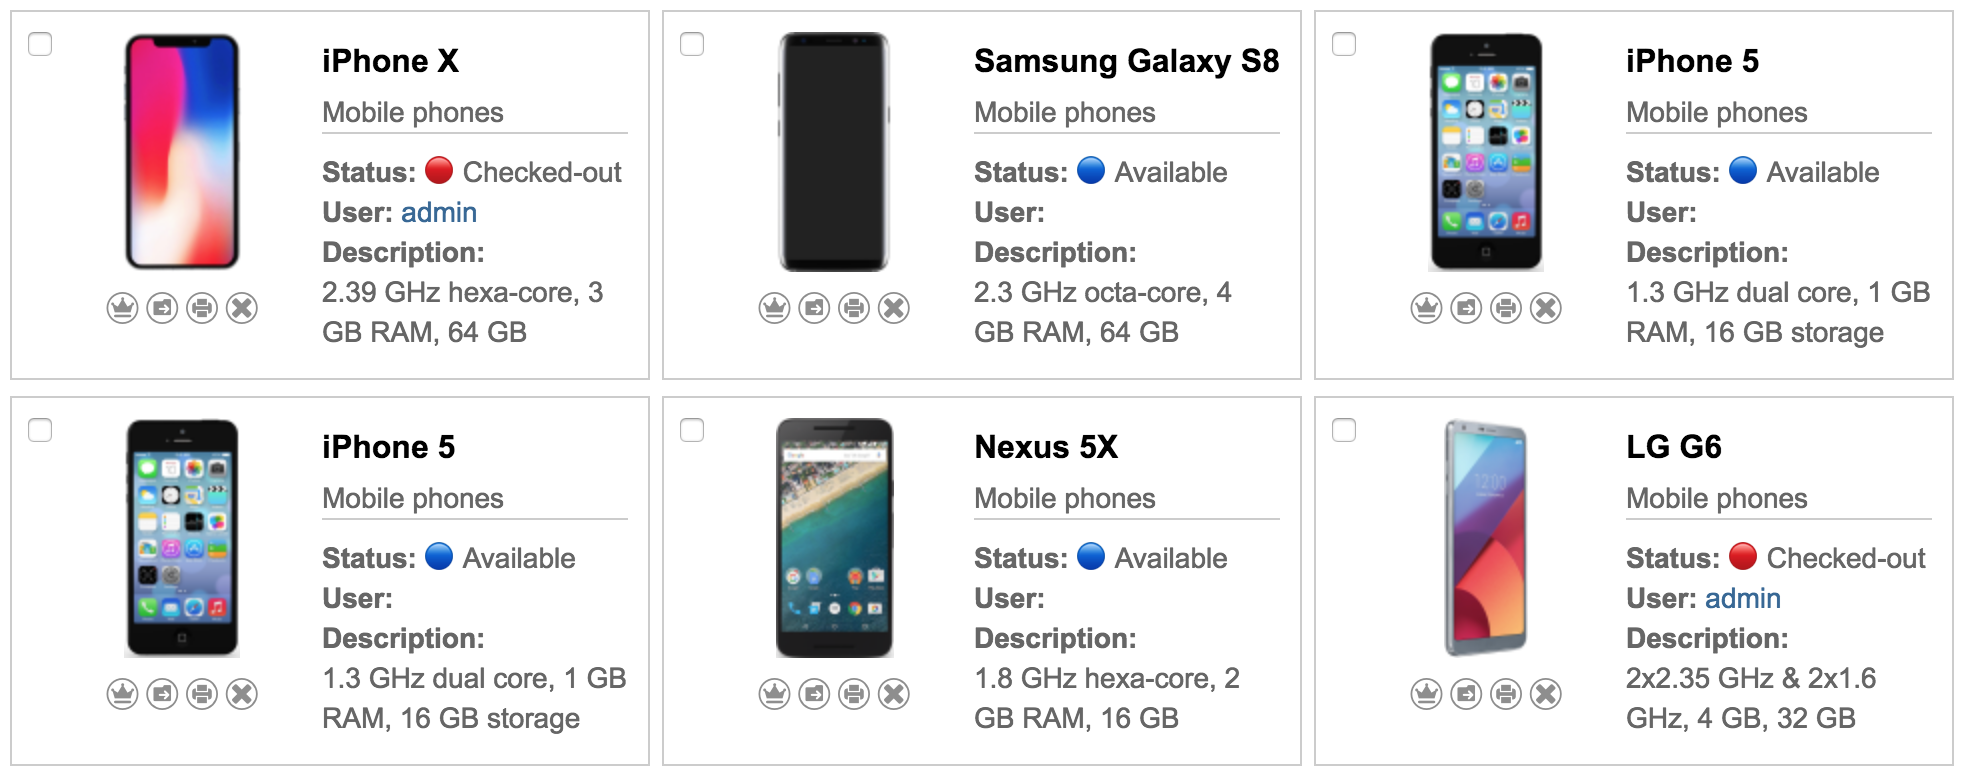 iPhone X
Mobile phones
Status: Checked-out
User: admin
Description:
2.39 GHz hexa-core, 3
GB RAM, 64 GB
Samsung Galaxy S8
Mobile phones
Status: Available
User:
Description:
2.3 GHz octa-core, 4
GB RAM, 64 GB
iPhone 5
Mobile phones
Status: Available
User:
Description:
1.3 GHz dual core, 1 GB
RAM, 16 GB storage
iPhone 5
Mobile phones
Status: Available
User:
Description:
1.3 GHz dual core, 1 GB
RAM, 16 GB storage
Google
Nexus 5X
Mobile phones
Status: Available
User:
Description:
1.8 GHz hexa-core, 2
GB RAM, 16 GB
12:00
LG G6
Mobile phones
Status: Checked-out
User: admin
Description:
2x2.35 GHz & 2x1.6
GHz, 4 GB, 32 GB